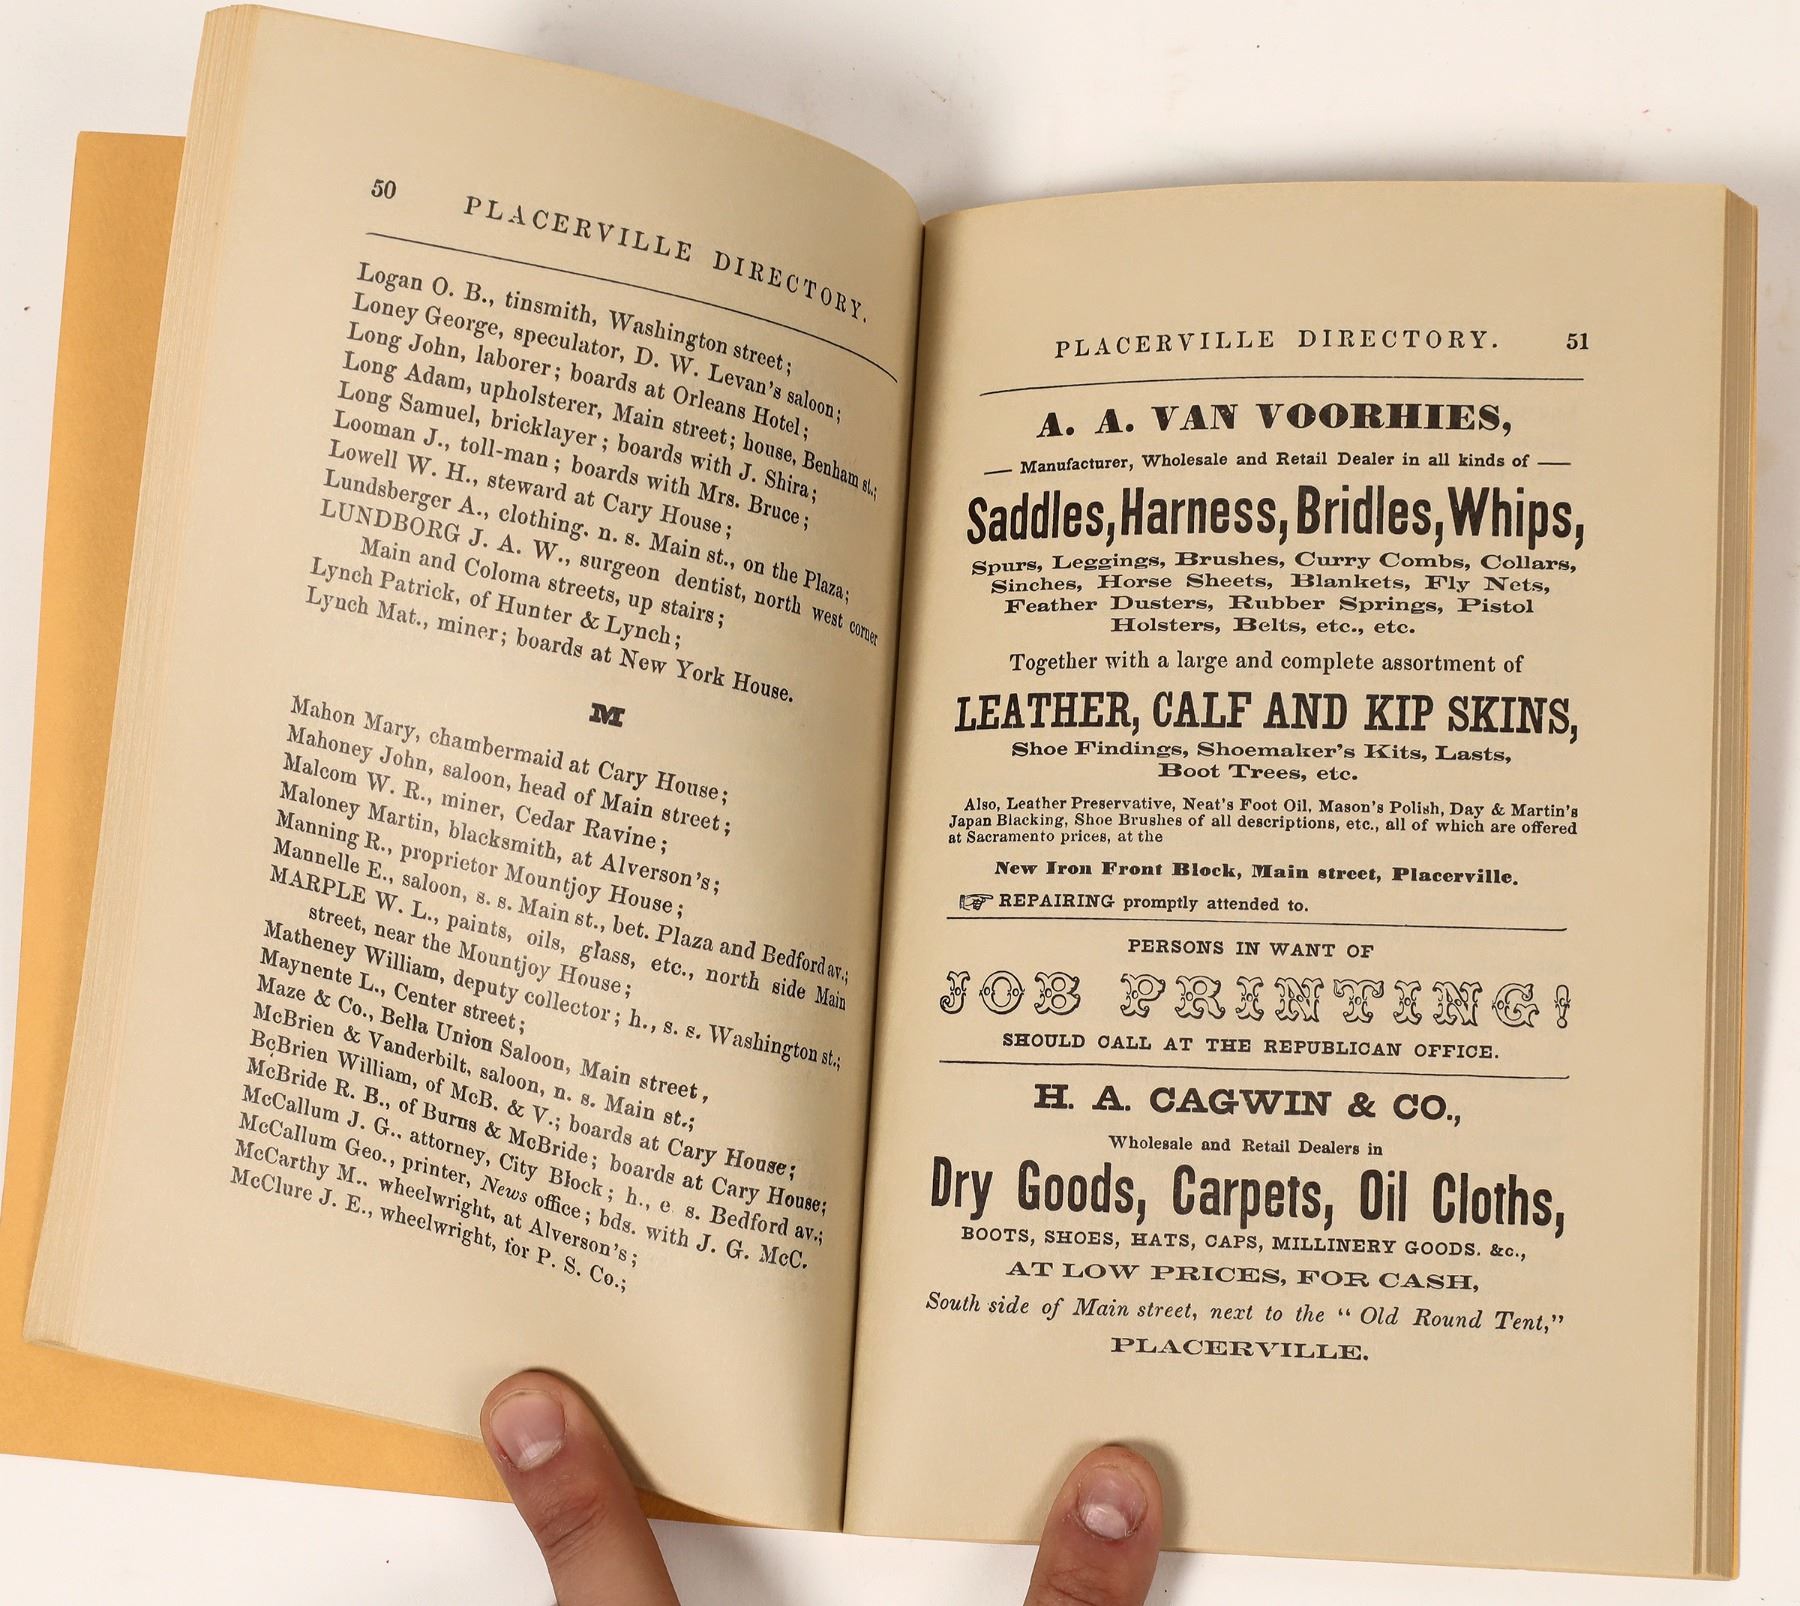 50
PLACERVILLE DIRECTORY.
Logan O. B., tinsmith, Washington street;
Loney George, speculator, D. W. Levan's saloon;
Long John, laborer; boards at Orleans Hotel;
Long Adam, upholsterer, Main street; house, Benham st.;
Long Samuel, bricklayer; boards with J. Shira;
Looman J., toll-man; boards with Mrs. Bruce;
Lowell W. H., steward at Cary House;
Lundsberger A., clothing. n. s. Main st., on the Plaza;
LUNDBORG J. A. W., surgeon dentist, north west corner
Main and Coloma streets, up stairs;
Lynch Patrick, of Hunter & Lynch;
Lynch Mat., miner; boards at New York House.
M
Mahon Mary, chambermaid at Cary House;
Mahoney John, saloon, head of Main street;
Malcom W. R., miner, Cedar Ravine;
Maloney Martin, blacksmith, at Alverson's;
Manning R., proprietor Mountjoy House;
Mannelle E., saloon, s. s. Main st., bet. Plaza and Bedford av.;
MARPLE W. L., paints, oils, glass, etc., north side Main
street, near the Mountjoy House;
Matheney William, deputy collector; h., s. s. Washington st.;
Maynente L., Center street;
Maze & Co., Bella Union Saloon, Main street,
McBrien & Vanderbilt, saloon, n. s. Main st.;
BcBrien William, of McB. & V.; boards at Cary House;
McBride R. B., of Burns & McBride; boards at Cary House;
McCallum J. G.. attorney, City Block; h., e. s. Bedford av.;
McCallum Geo., printer, News office; bds. with J. G. McC.
McCarthy M.. wheelwright, at Alverson's;
McClure J. E., wheelwright, for P. S. Co.;
PLACERVILLE DIRECTORY. 51
A. A. VAN VOORHIES,
— Manufacturer, Wholesale and Retail Dealer in all kinds of —
Saddles, Harness, Bridles, Whips,
Spurs, Leggings, Brushes, Curry Combs, Collars,
Sinches, Horse Sheets, Blankets, Fly Nets,
Feather Dusters, Rubber Springs, Pistol
Holsters, Belts, etc., etc.
Together with a large and complete assortment of
LEATHER, CALF AND KIP SKINS,
Shoe Findings, Shoemaker's Kits, Lasts,
Boot Trees, etc.
Also, Leather Preservative, Neat's Foot Oil, Mason's Polish, Day & Martin's
Japan Blacking, Shoe Brushes of all descriptions, etc., all of which are offered
at Sacramento prices, at the
New Iron Front Block, Main street, Placerville.
☞ REPAIRING promptly attended to.
PERSONS IN WANT OF
JOB PRINTING!
SHOULD CALL AT THE REPUBLICAN OFFICE.
H. A. CAGWIN & CO.,
Wholesale and Retail Dealers in
Dry Goods, Carpets, Oil Cloths,
BOOTS, SHOES, HATS, CAPS, MILLINERY GOODS. &c.,
AT LOW PRICES, FOR CASH,
South side of Main street, next to the "Old Round Tent,"
PLACERVILLE.